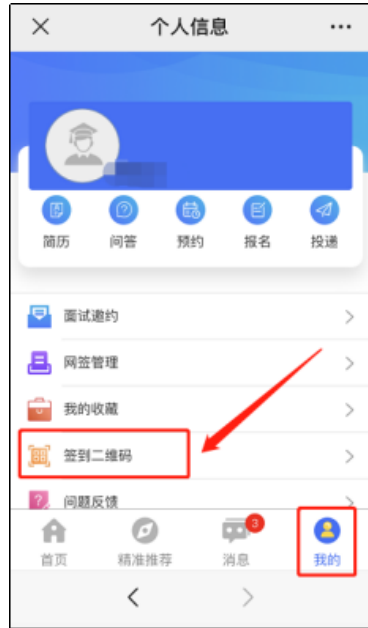 个人信息
简历 问答 预约 报名 投递
面试邀约
网签管理
我的收藏
签到二维码
问题反馈
3
首页 精准推荐 消息 我的